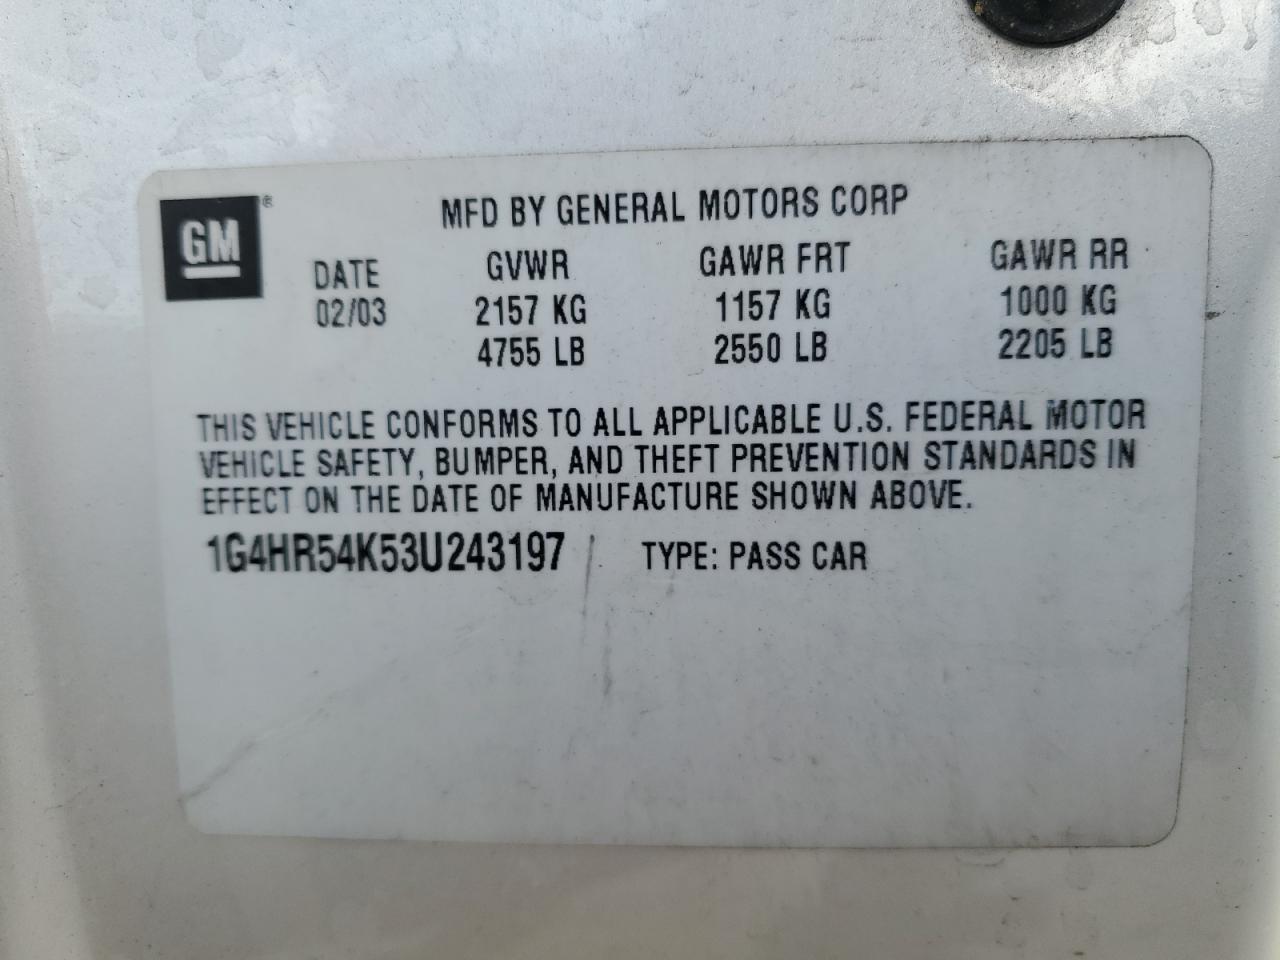 GM®
MFD BY GENERAL MOTORS CORP
DATE GVWR GAWR FRT GAWR RR
02/03 2157 KG 1157 KG 1000 KG
4755 LB 2550 LB 2205 LB
THIS VEHICLE CONFORMS TO ALL APPLICABLE U.S. FEDERAL MOTOR
VEHICLE SAFETY, BUMPER, AND THEFT PREVENTION STANDARDS IN
EFFECT ON THE DATE OF MANUFACTURE SHOWN ABOVE.
1G4HR54K53U243197 TYPE: PASS CAR